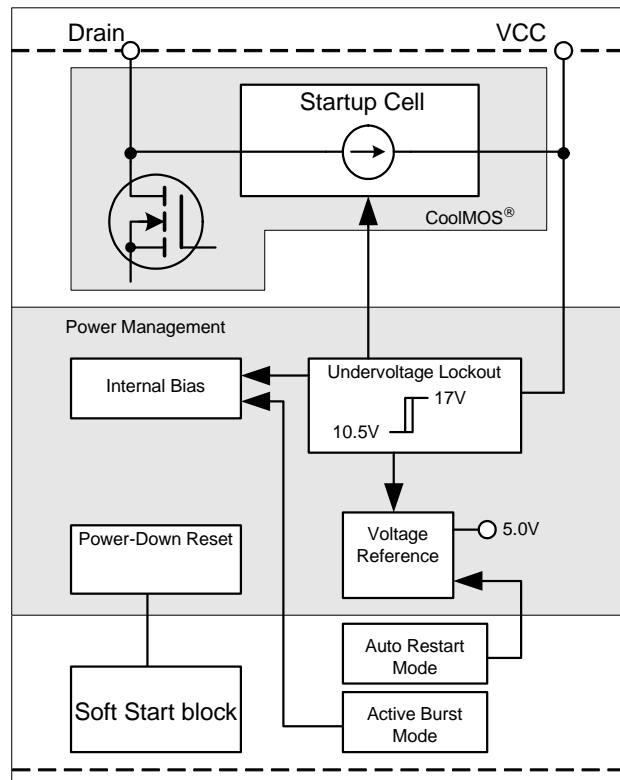 Drain
VCC
Startup Cell
CoolMOS®
Power Management
Internal Bias
Undervoltage Lockout
17V
10.5V
Power-Down Reset
Voltage
Reference
5.0V
Auto Restart
Mode
Soft Start block
Active Burst
Mode